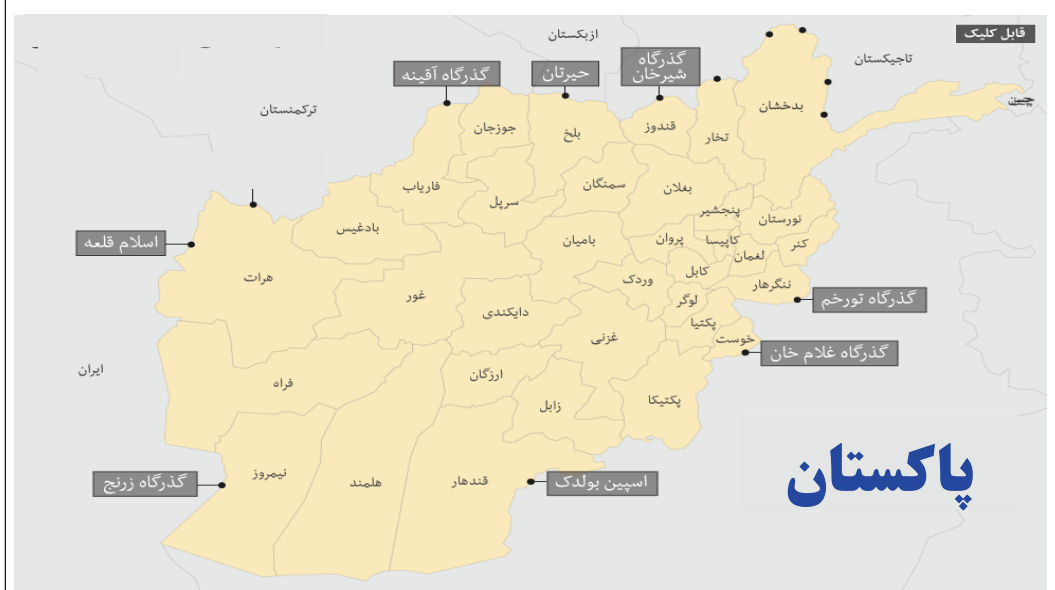 ازبکستان
قابل کلیک
تاجیکستان
گذرگاه
شیرخان
حیرتان
گذرگاه آقینه
چین
بدخشان
ترکمنستان
جوزجان
بلخ
قندوز
تخار
فاریاب
سمنگان
بغلان
سرپل
پنجشیر
نورستان
بادغیس
بامیان
پروان
کاپیسا
کنر
اسلام قلعه
لغمان
هرات
وردک
کابل
ننگرهار
غور
لوگر
گذرگاه تورخم
دایکندی
پکتیا
غزنی
خوست
گذرگاه غلام خان
ایران
ارزگان
فراه
زابل
پکتیکا
پاکستان
نیمروز
هلمند
قندهار
اسپین بولدک
گذرگاه زرنج